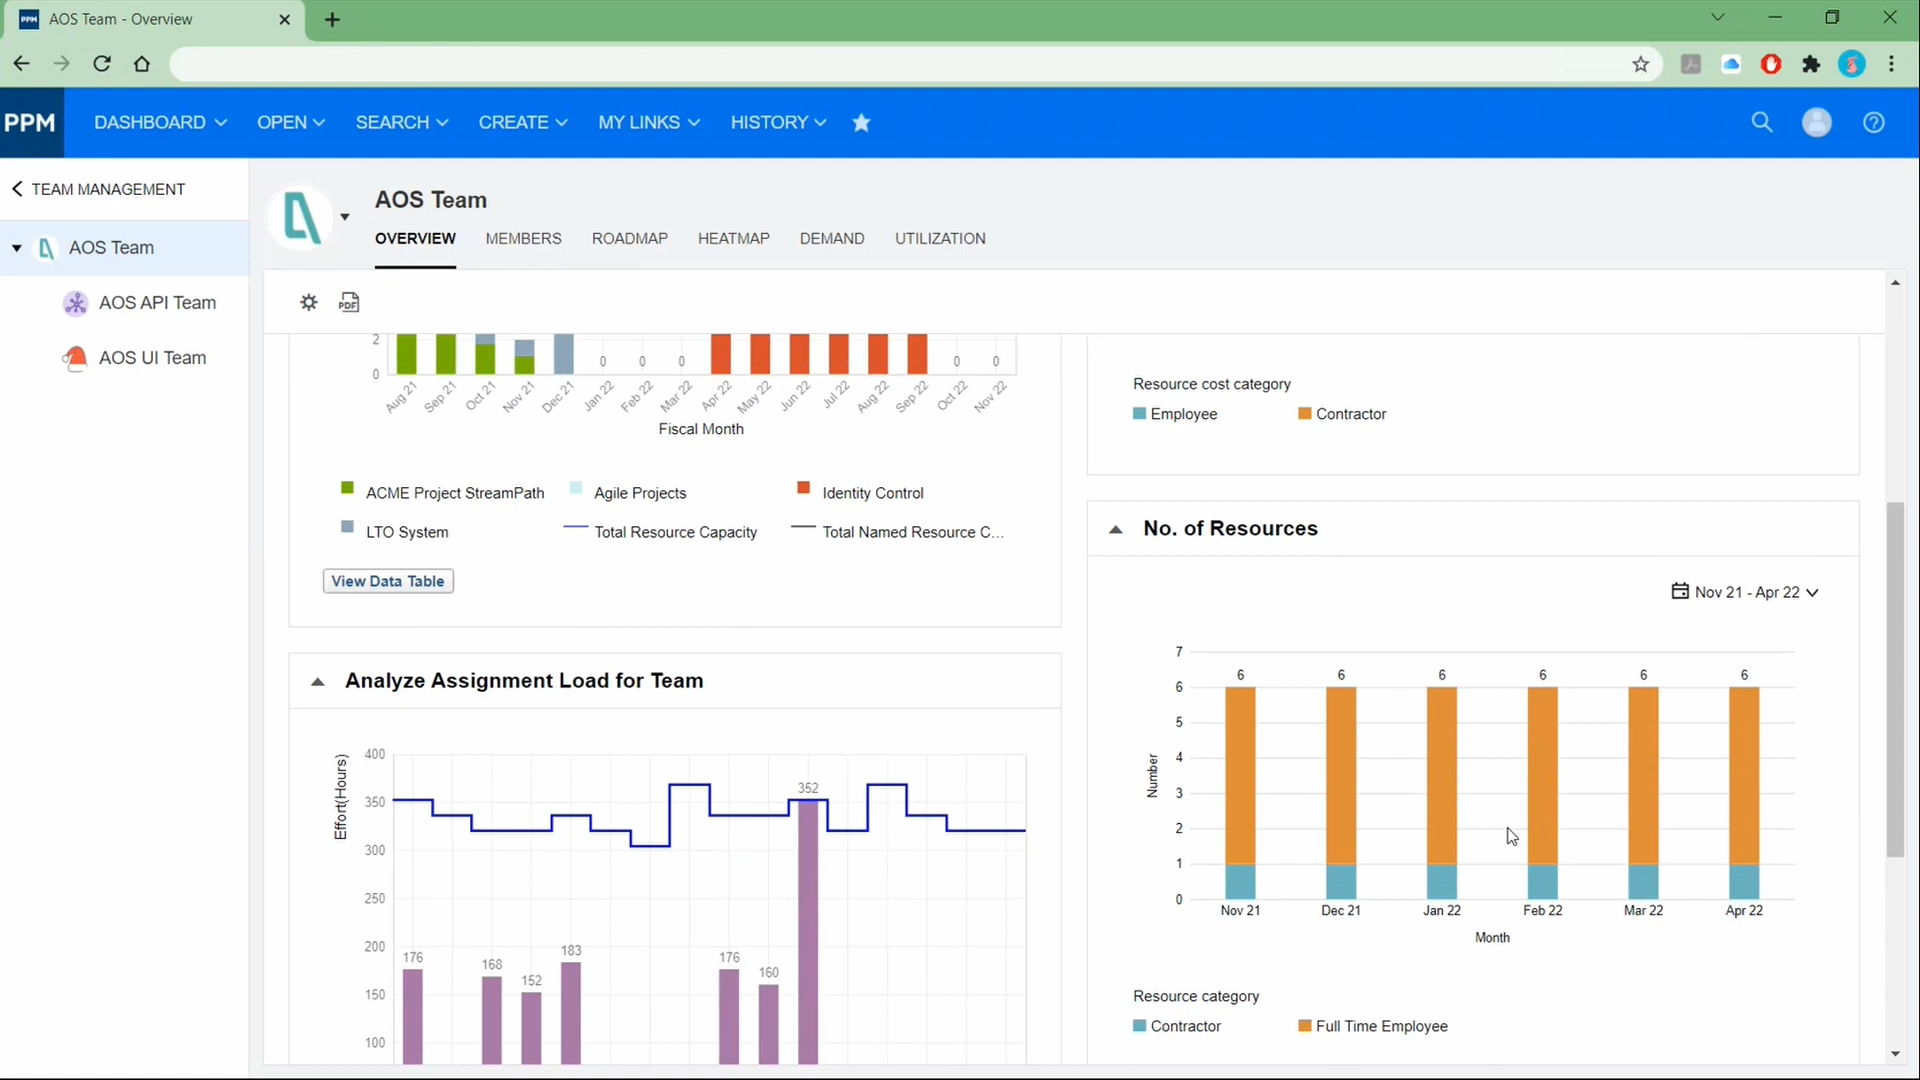 PPM AOS Team - Overview
PPM DASHBOARD OPEN SEARCH CREATE MY LINKS HISTORY
TEAM MANAGEMENT
AOS Team
AOS API Team
AOS UI Team
AOS Team
OVERVIEW MEMBERS ROADMAP HEATMAP DEMAND UTILIZATION
PDF
2
0
0 0 0 0 0
Aug 21 Sep 21 Oct 21 Nov 21 Dec 21 Jan 22 Feb 22 Mar 22 Apr 22 May 22 Jun 22 Jul 22 Aug 22 Sep 22 Oct 22 Nov 22
Fiscal Month
ACME Project StreamPath Agile Projects Identity Control
LTO System Total Resource Capacity Total Named Resource C...
View Data Table
Analyze Assignment Load for Team
Effort(Hours)
400
350
300
250
200
150
100
176 168 152 183 176 160 352
Resource cost category
Employee Contractor
No. of Resources
Nov 21 - Apr 22
Number
7
6
5
4
3
2
1
0
6 6 6 6 6 6
Nov 21 Dec 21 Jan 22 Feb 22 Mar 22 Apr 22
Month
Resource category
Contractor Full Time Employee